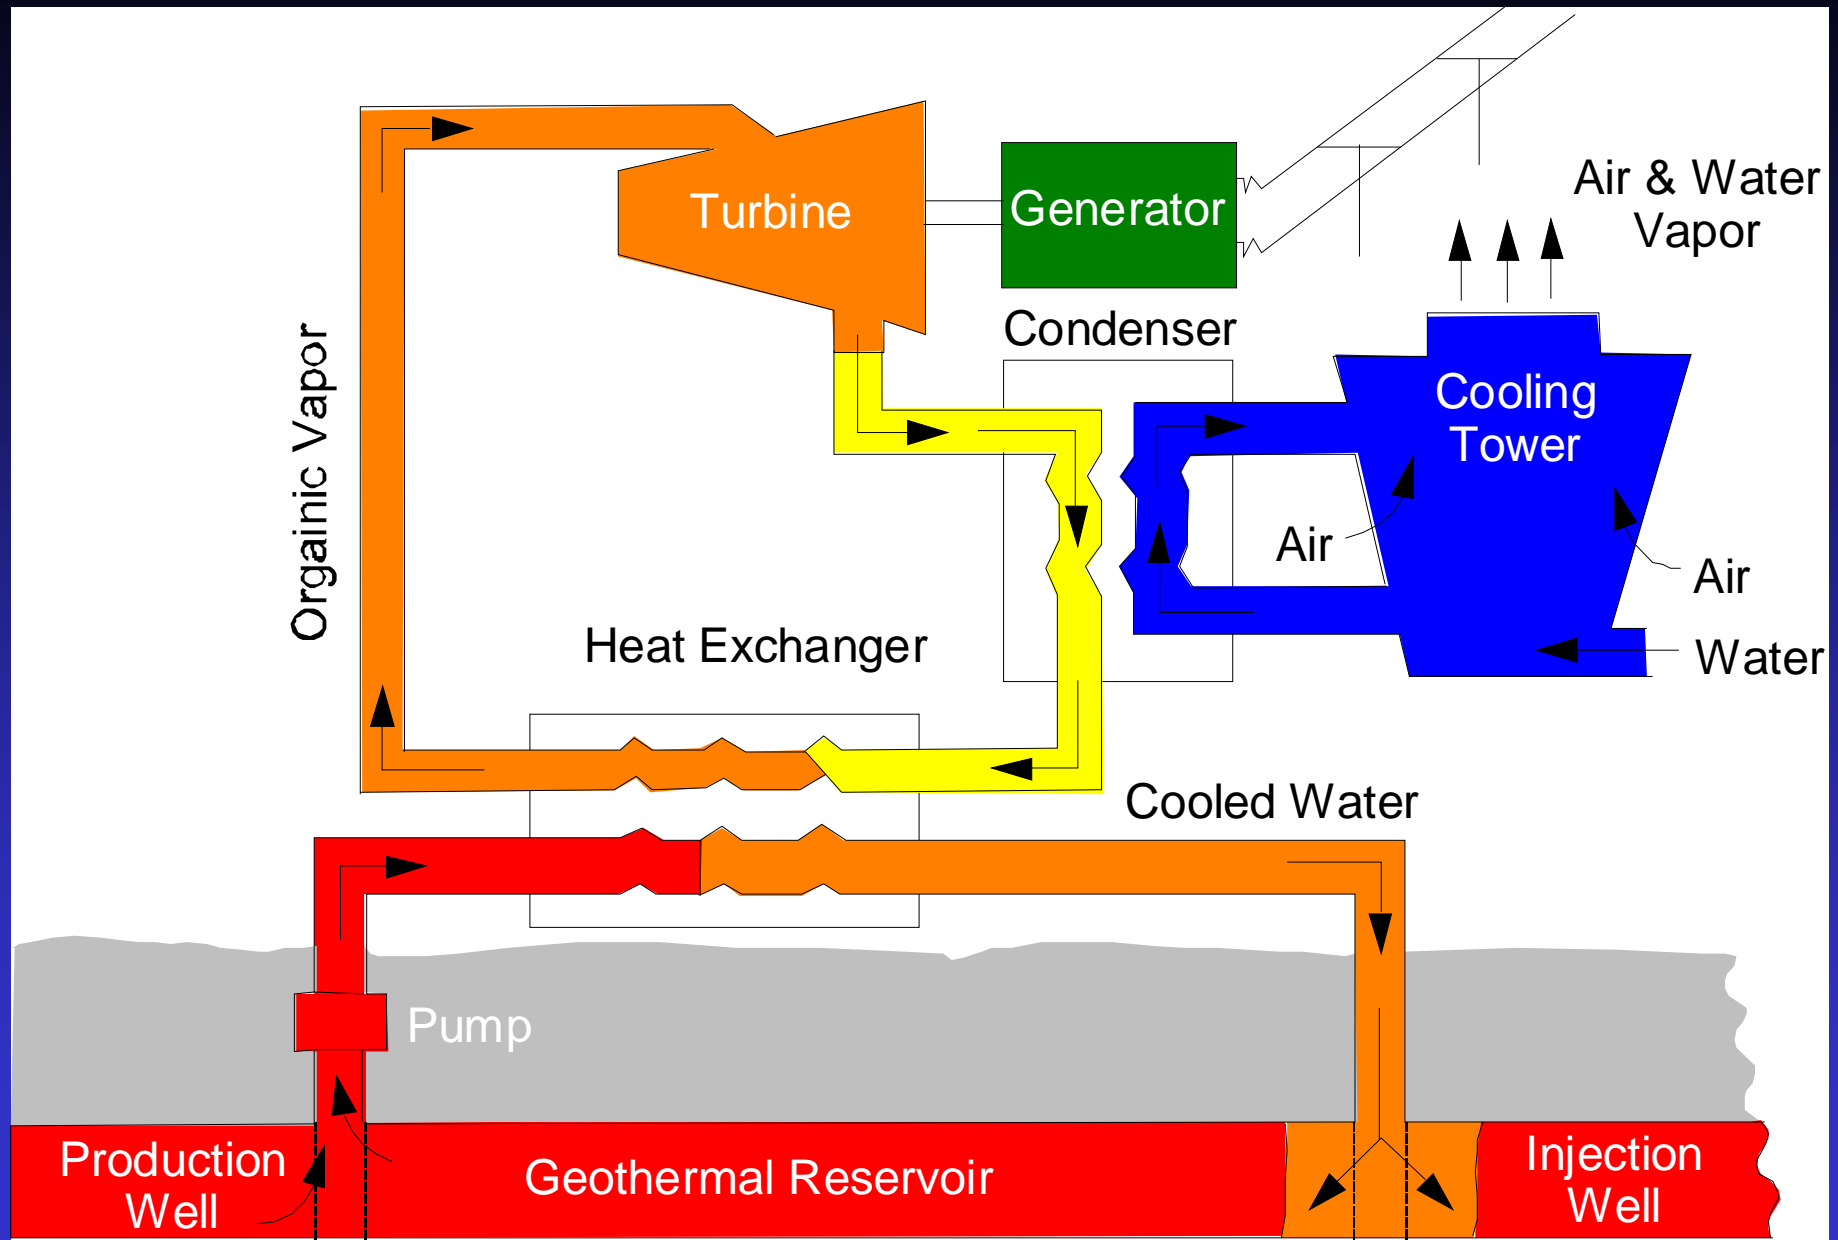 Turbine
Generator
Air & Water
Vapor
Condenser
Cooling
Tower
Orgainic Vapor
Air
Air
Heat Exchanger
Water
Cooled Water
Pump
Production
Well
Geothermal Reservoir
Injection
Well